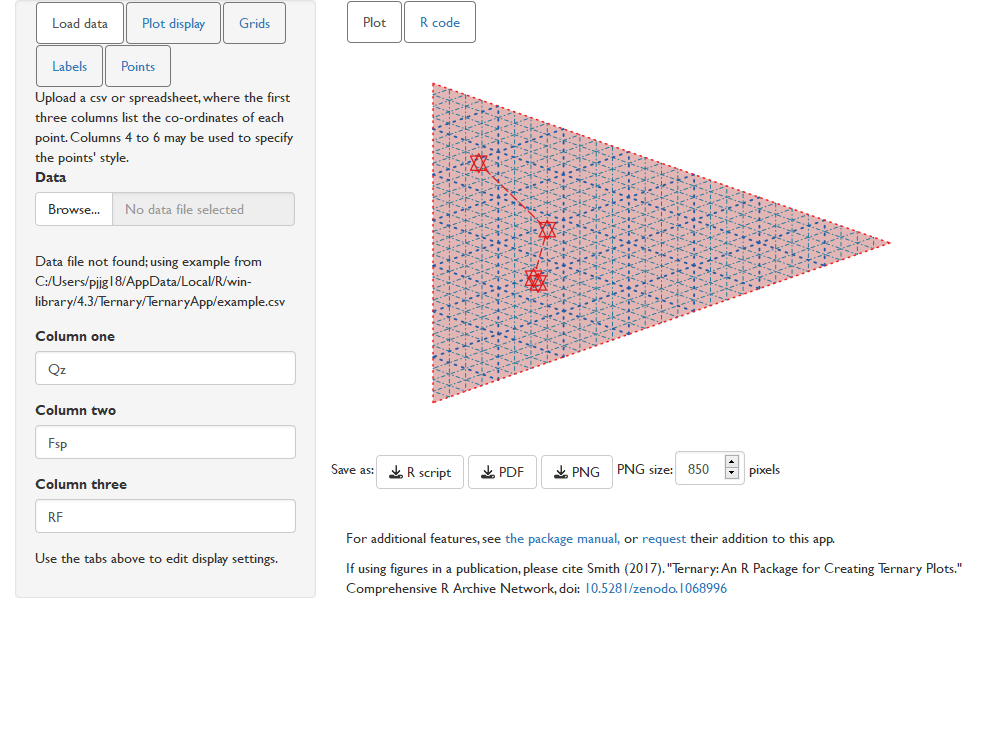 Load data
Plot display
Grids
Labels
Points
Upload a csv or spreadsheet, where the first
three columns list the co-ordinates of each
point. Columns 4 to 6 may be used to specify
the points' style.
Data
Browse...
No data file selected
Data file not found; using example from
C:/Users/pjjg18/AppData/Local/R/win-
library/4.3/Ternary/TernaryApp/example.csv
Column one
Qz
Column two
Fsp
Column three
RF
Use the tabs above to edit display settings.
Plot
R code
Save as:
R script
PDF
PNG
PNG size:
850
pixels
For additional features, see the package manual, or request their addition to this app.
If using figures in a publication, please cite Smith (2017). "Ternary: An R Package for Creating Ternary Plots."
Comprehensive R Archive Network, doi: 10.5281/zenodo.1068996